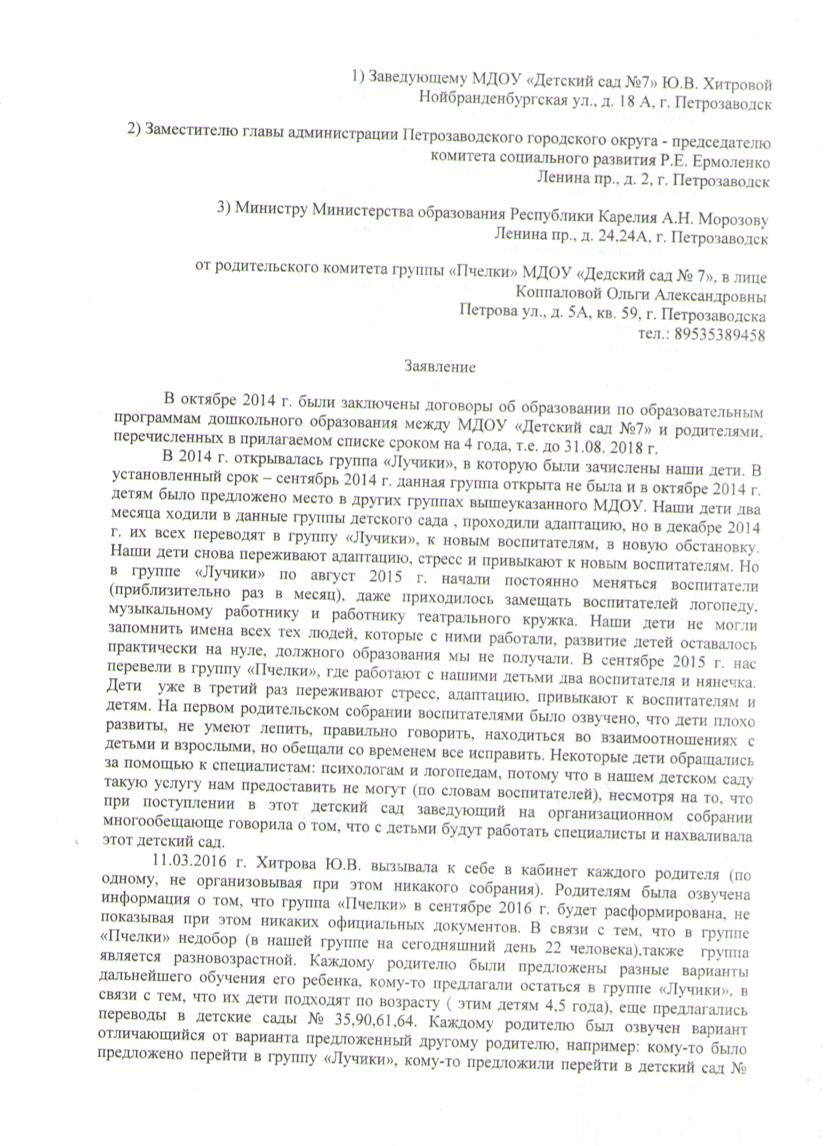 1) Заведующему МДОУ «Детский сад №7» Ю.В. Хитровой
Нойбранденбургская ул., д. 18 А, г. Петрозаводск
2) Заместителю главы администрации Петрозаводского городского округа - председателю
комитета социального развития Р.Е. Ермоленко
Ленина пр., д. 2, г. Петрозаводск
3) Министру Министерства образования Республики Карелия А.Н. Морозову
Ленина пр., д. 24,24А, г. Петрозаводск
от родительского комитета группы «Пчелки» МДОУ «Дедский сад № 7», в лице
Коппаловой Ольги Александровны
Петрова ул., д. 5А, кв. 59, г. Петрозаводска
тел.: 89535389458
Заявление
В октябре 2014 г. были заключены договоры об образовании по образовательным
программам дошкольного образования между МДОУ «Детский сад №7» и родителями,
перечисленных в прилагаемом списке сроком на 4 года, т.е. до 31.08. 2018 г.
В 2014 г. открывалась группа «Лучики», в которую были зачислены наши дети. В
установленный срок – сентябрь 2014 г. данная группа открыта не была и в октябре 2014 г.
детям было предложено место в других группах вышеуказанного МДОУ. Наши дети два
месяца ходили в данные группы детского сада , проходили адаптацию, но в декабре 2014
г. их всех переводят в группу «Лучики», к новым воспитателям, в новую обстановку.
Наши дети снова переживают адаптацию, стресс и привыкают к новым воспитателям. Но
в группе «Лучики» по август 2015 г. начали постоянно меняться воспитатели
(приблизительно раз в месяц), даже приходилось замещать воспитателей логопеду,
музыкальному работнику и работнику театрального кружка. Наши дети не могли
запомнить имена всех тех людей, которые с ними работали, развитие детей оставалось
практически на нуле, должного образования мы не получали. В сентябре 2015 г. нас
перевели в группу «Пчелки», где работают с нашими детьми два воспитателя и нянечка.
Дети уже в третий раз переживают стресс, адаптацию, привыкают к воспитателям и
детям. На первом родительском собрании воспитателями было озвучено, что дети плохо
развиты, не умеют лепить, правильно говорить, находиться во взаимоотношениях с
детьми и взрослыми, но обещали со временем все исправить. Некоторые дети обращались
за помощью к специалистам: психологам и логопедам, потому что в нашем детском саду
такую услугу нам предоставить не могут (по словам воспитателей), несмотря на то, что
при поступлении в этот детский сад заведующий на организационном собрании
многообещающе говорила о том, что с детьми будут работать специалисты и нахваливала
этот детский сад.
11.03.2016 г. Хитрова Ю.В. вызывала к себе в кабинет каждого родителя (по
одному, не организовывая при этом никакого собрания). Родителям была озвучена
информация о том, что группа «Пчелки» в сентябре 2016 г. будет расформирована, не
показывая при этом никаких официальных документов. В связи с тем, что в группе
«Пчелки» недобор (в нашей группе на сегодняшний день 22 человека),также группа
является разновозрастной. Каждому родителю были предложены разные варианты
дальнейшего обучения его ребенка, кому-то предлагали остаться в группе «Лучики», в
связи с тем, что их дети подходят по возрасту ( этим детям 4,5 года), еще предлагались
переводы в детские сады № 35,90,61,64. Каждому родителю был озвучен вариант
отличающийся от варианта предложенный другому родителю, например: кому-то было
предложено перейти в группу «Лучики», кому-то предложили перейти в детский сад №